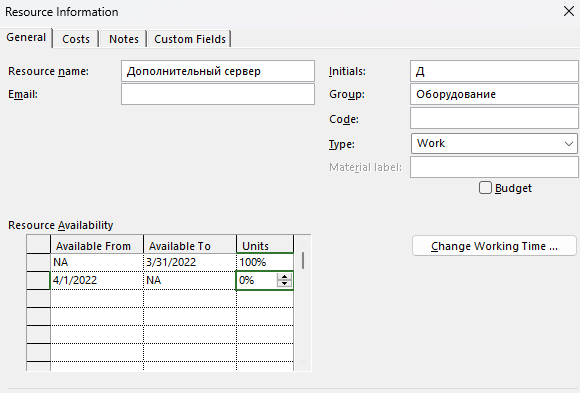 Resource Information
General Costs Notes Custom Fields
Resource name: Дополнительный сервер Initials: Д
Email: Group: Оборудование
Code:
Type: Work
Material label:
Budget
Resource Availability
Available From Available To Units Change Working Time ...
NA 3/31/2022 100%
4/1/2022 NA 0%